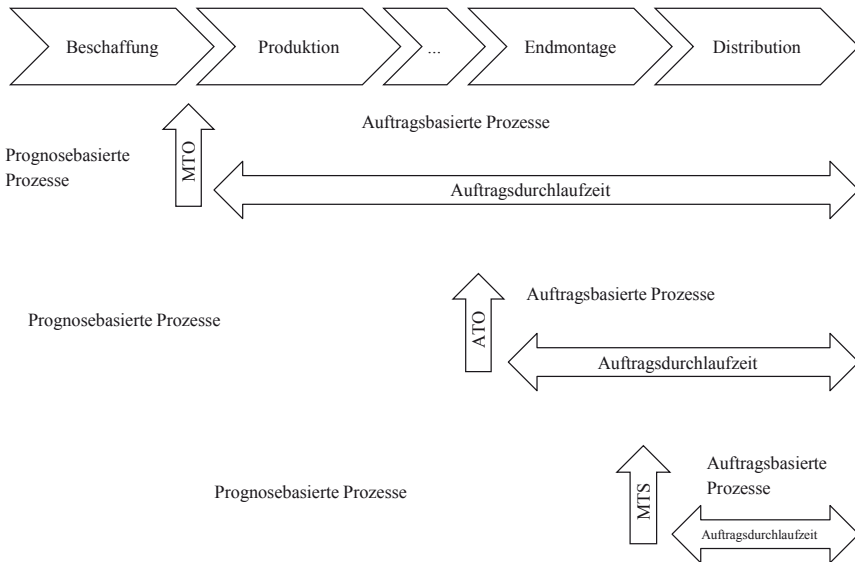 Beschaffung
Produktion
...
Endmontage
Distribution
Auftragsbasierte Prozesse
Prognosebasierte
Prozesse
MTO
Auftragsdurchlaufzeit
Auftragsbasierte Prozesse
Prognosebasierte Prozesse
ATO
Auftragsdurchlaufzeit
Auftragsbasierte
Prozesse
Prognosebasierte Prozesse
MTS
Auftragsdurchlaufzeit